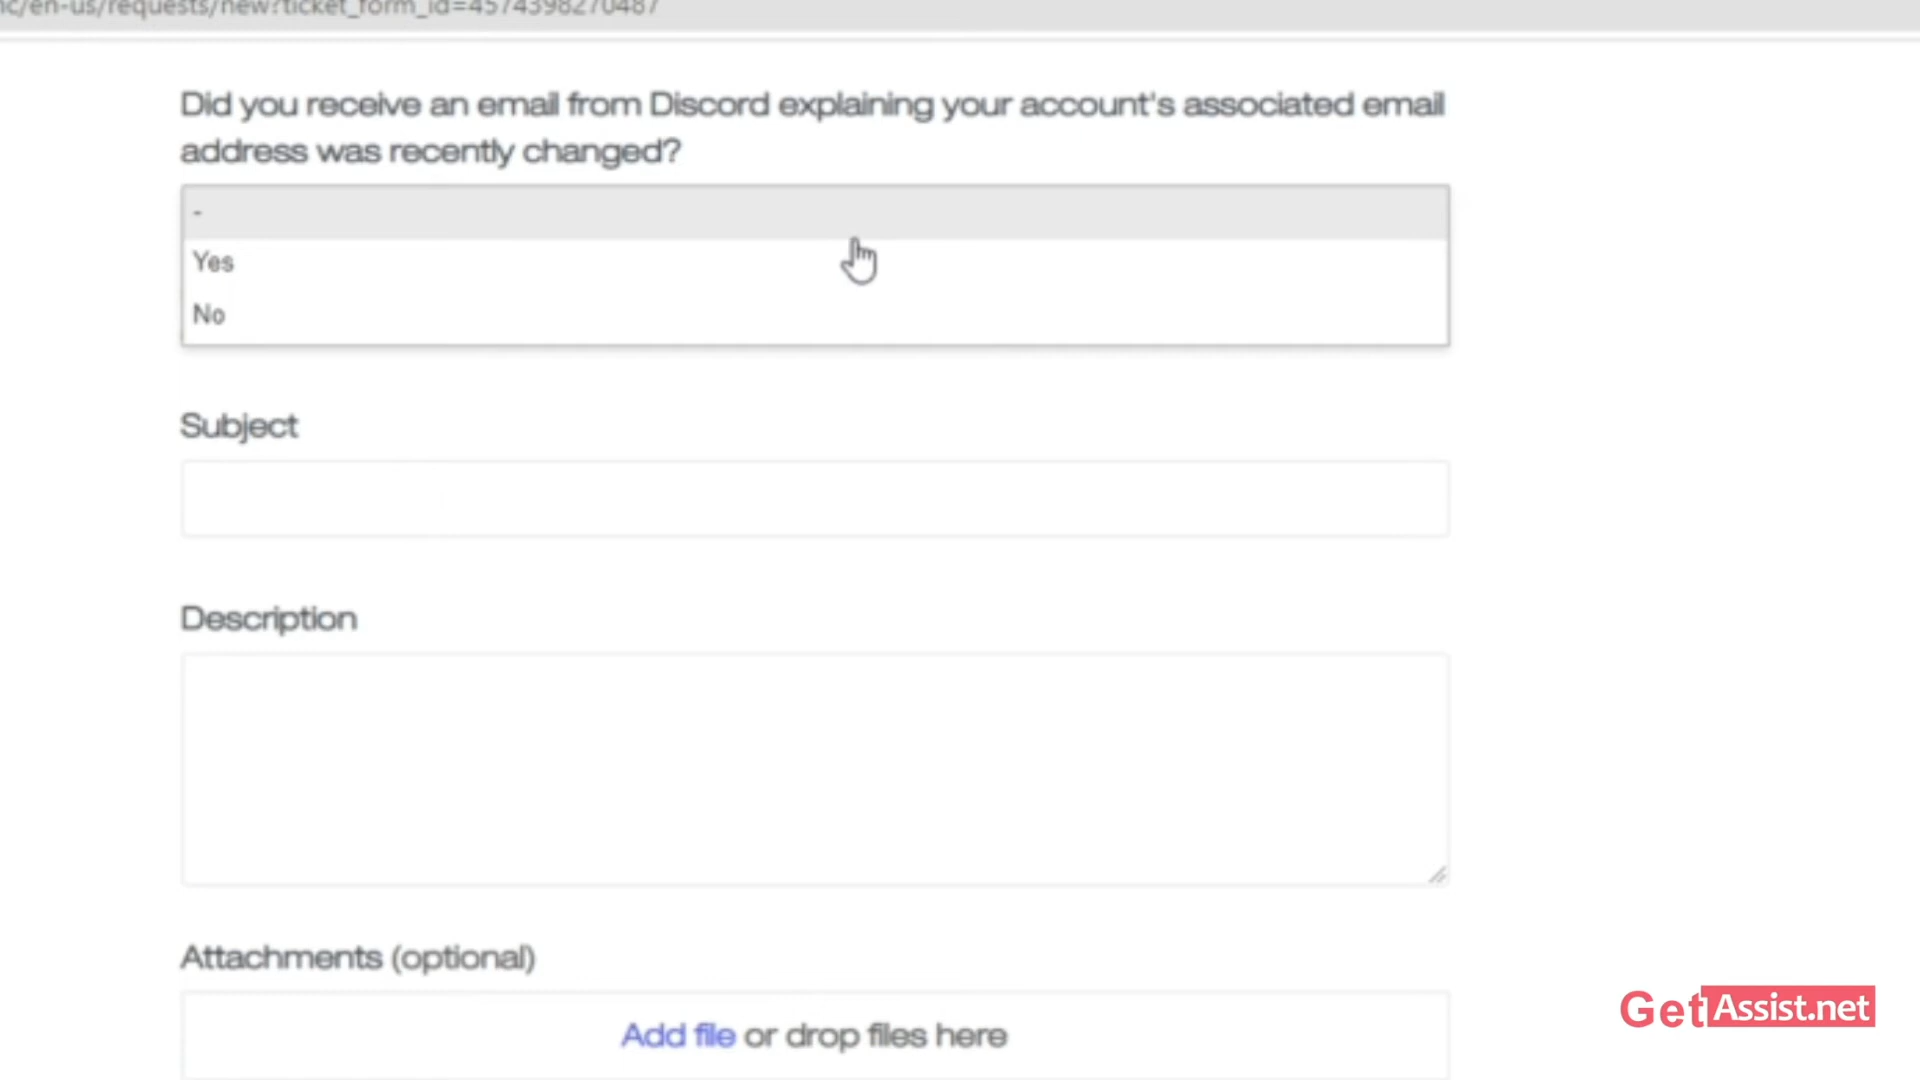 /en-us/requests/new?ticket_form_id=4574398270487
Did you receive an email from Discord explaining your account's associated email
address was recently changed?
-
Yes
No
Subject
Description
Attachments (optional)
Add file or drop files here
GetAssist.net